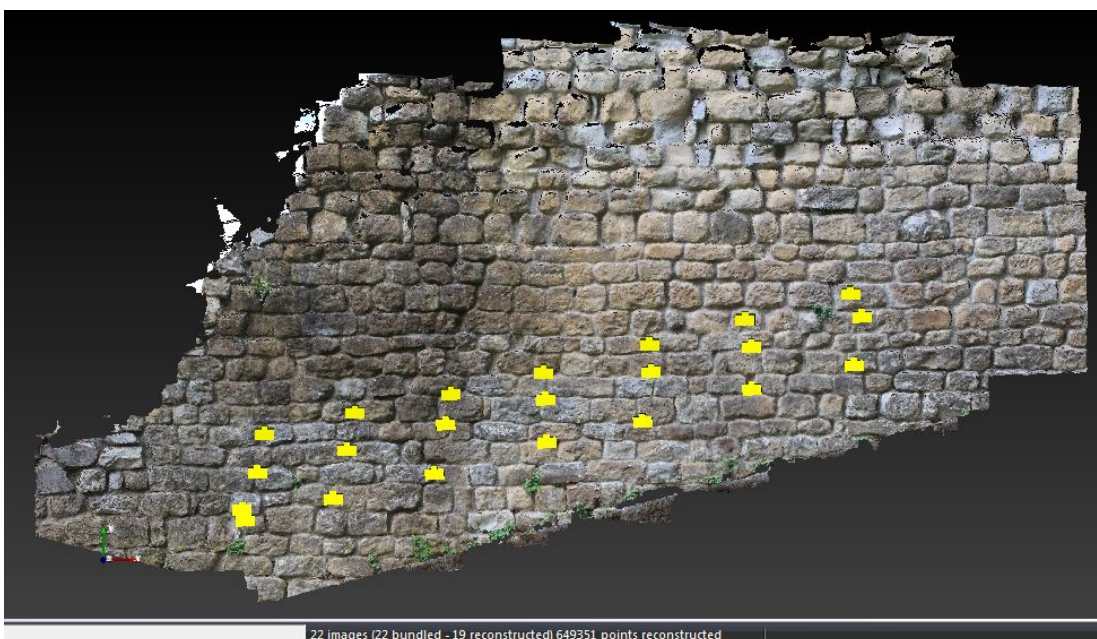 22 images (22 bundled - 19 reconstructed) 649351 points reconstructed